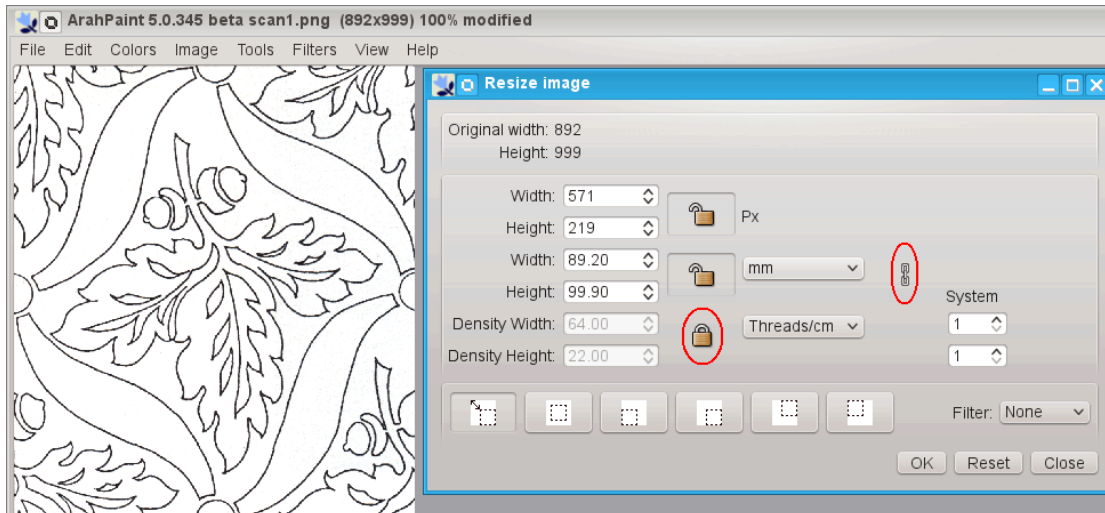 ArahPaint 5.0.345 beta scan1.png (892x999) 100% modified
File Edit Colors Image Tools Filters View Help
Resize image
Original width: 892
Height: 999
Width: 571
Height: 219
Px
Width: 89.20
Height: 99.90
mm
System
Density Width: 64.00
Threads/cm
1
Density Height: 22.00
1
Filter: None
OK Reset Close